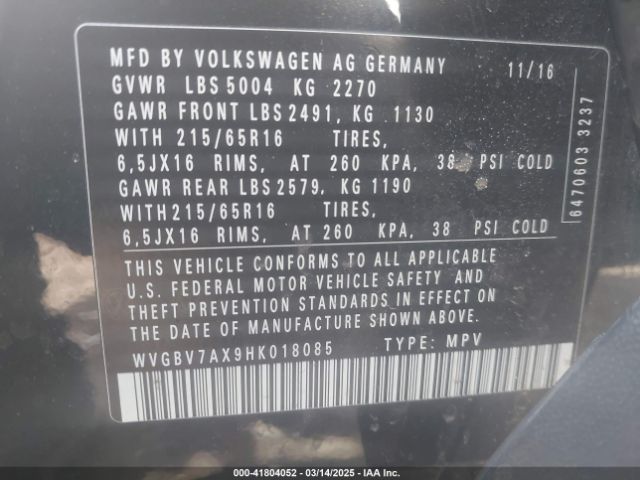 MFD BY VOLKSWAGEN AG GERMANY 11/16
GVWR LBS 5004 KG 2270
GAWR FRONT LBS 2491, KG 1130
WITH 215/65R16 TIRES,
6,5JX16 RIMS, AT 260 KPA, 38 PSI COLD
GAWR REAR LBS 2579, KG 1190
WITH 215/65R16 TIRES,
6,5JX16 RIMS, AT 260 KPA, 38 PSI COLD
THIS VEHICLE CONFORMS TO ALL APPLICABLE
U.S. FEDERAL MOTOR VEHICLE SAFETY AND
THEFT PREVENTION STANDARDS IN EFFECT ON
THE DATE OF MANUFACTURE SHOWN ABOVE.
WVGBV7AX9HK018085 TYPE: MPV
6470603 3237
000-41804052 — 03/14/2025 — IAAI.COM